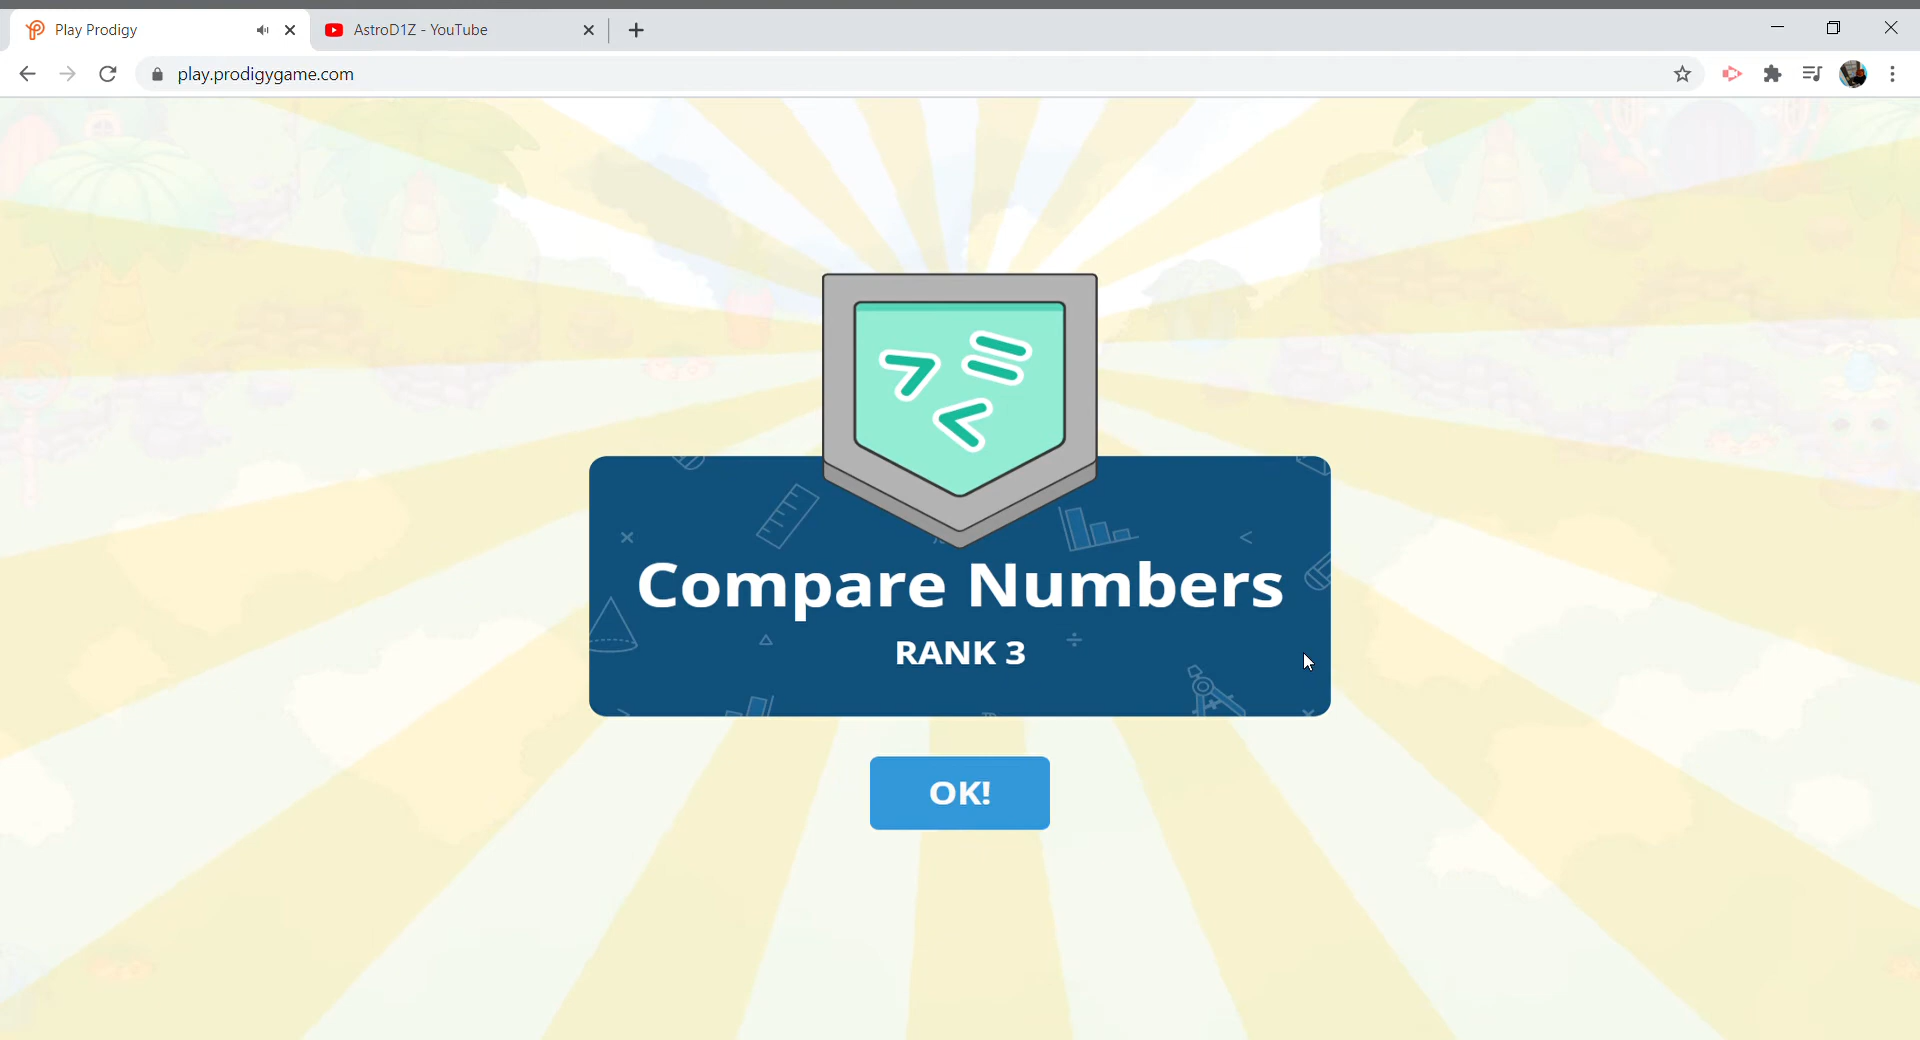 Play Prodigy
AstroD1Z - YouTube
play.prodigygame.com
> =
<
Compare Numbers
RANK 3
OK!